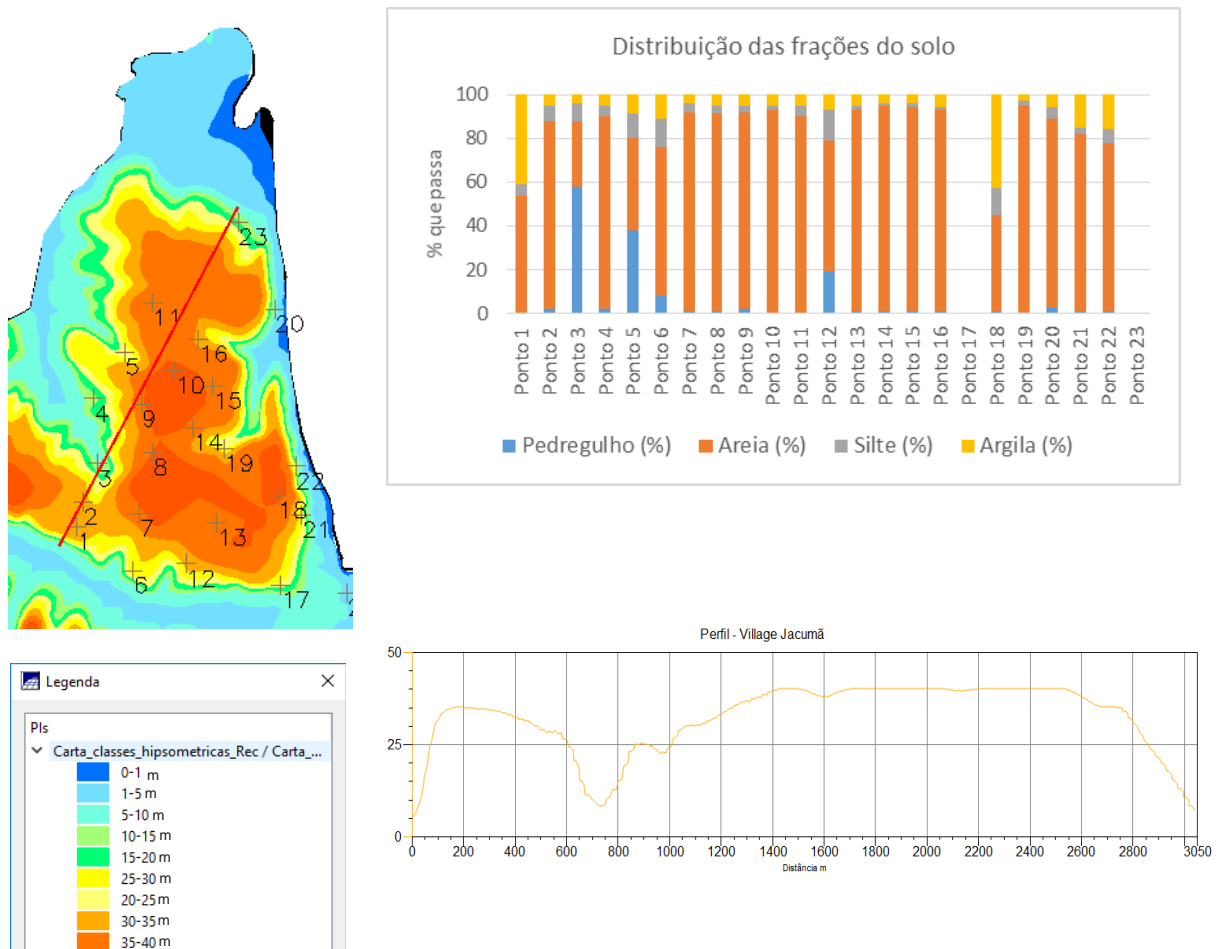 Distribuição das frações do solo
% que passa
100
80
60
40
20
0
Ponto 1
Ponto 2
Ponto 3
Ponto 4
Ponto 5
Ponto 6
Ponto 7
Ponto 8
Ponto 9
Ponto 10
Ponto 11
Ponto 12
Ponto 13
Ponto 14
Ponto 15
Ponto 16
Ponto 17
Ponto 18
Ponto 19
Ponto 20
Ponto 21
Ponto 22
Ponto 23
Pedregulho (%) Areia (%) Silte (%) Argila (%)
23
11
20
16
5
10
15
4
9
14
19
8
3
22
18
2
7
13
21
1
6
12
17
Legenda
PIs
Carta_classes_hipsometricas_Rec / Carta_...
0-1 m
1-5 m
5-10 m
10-15 m
15-20 m
25-30 m
20-25 m
30-35 m
35-40 m
Perfil - Village Jacumã
50
25
0
0 200 400 600 800 1000 1200 1400 1600 1800 2000 2200 2400 2600 2800 3050
Distância m